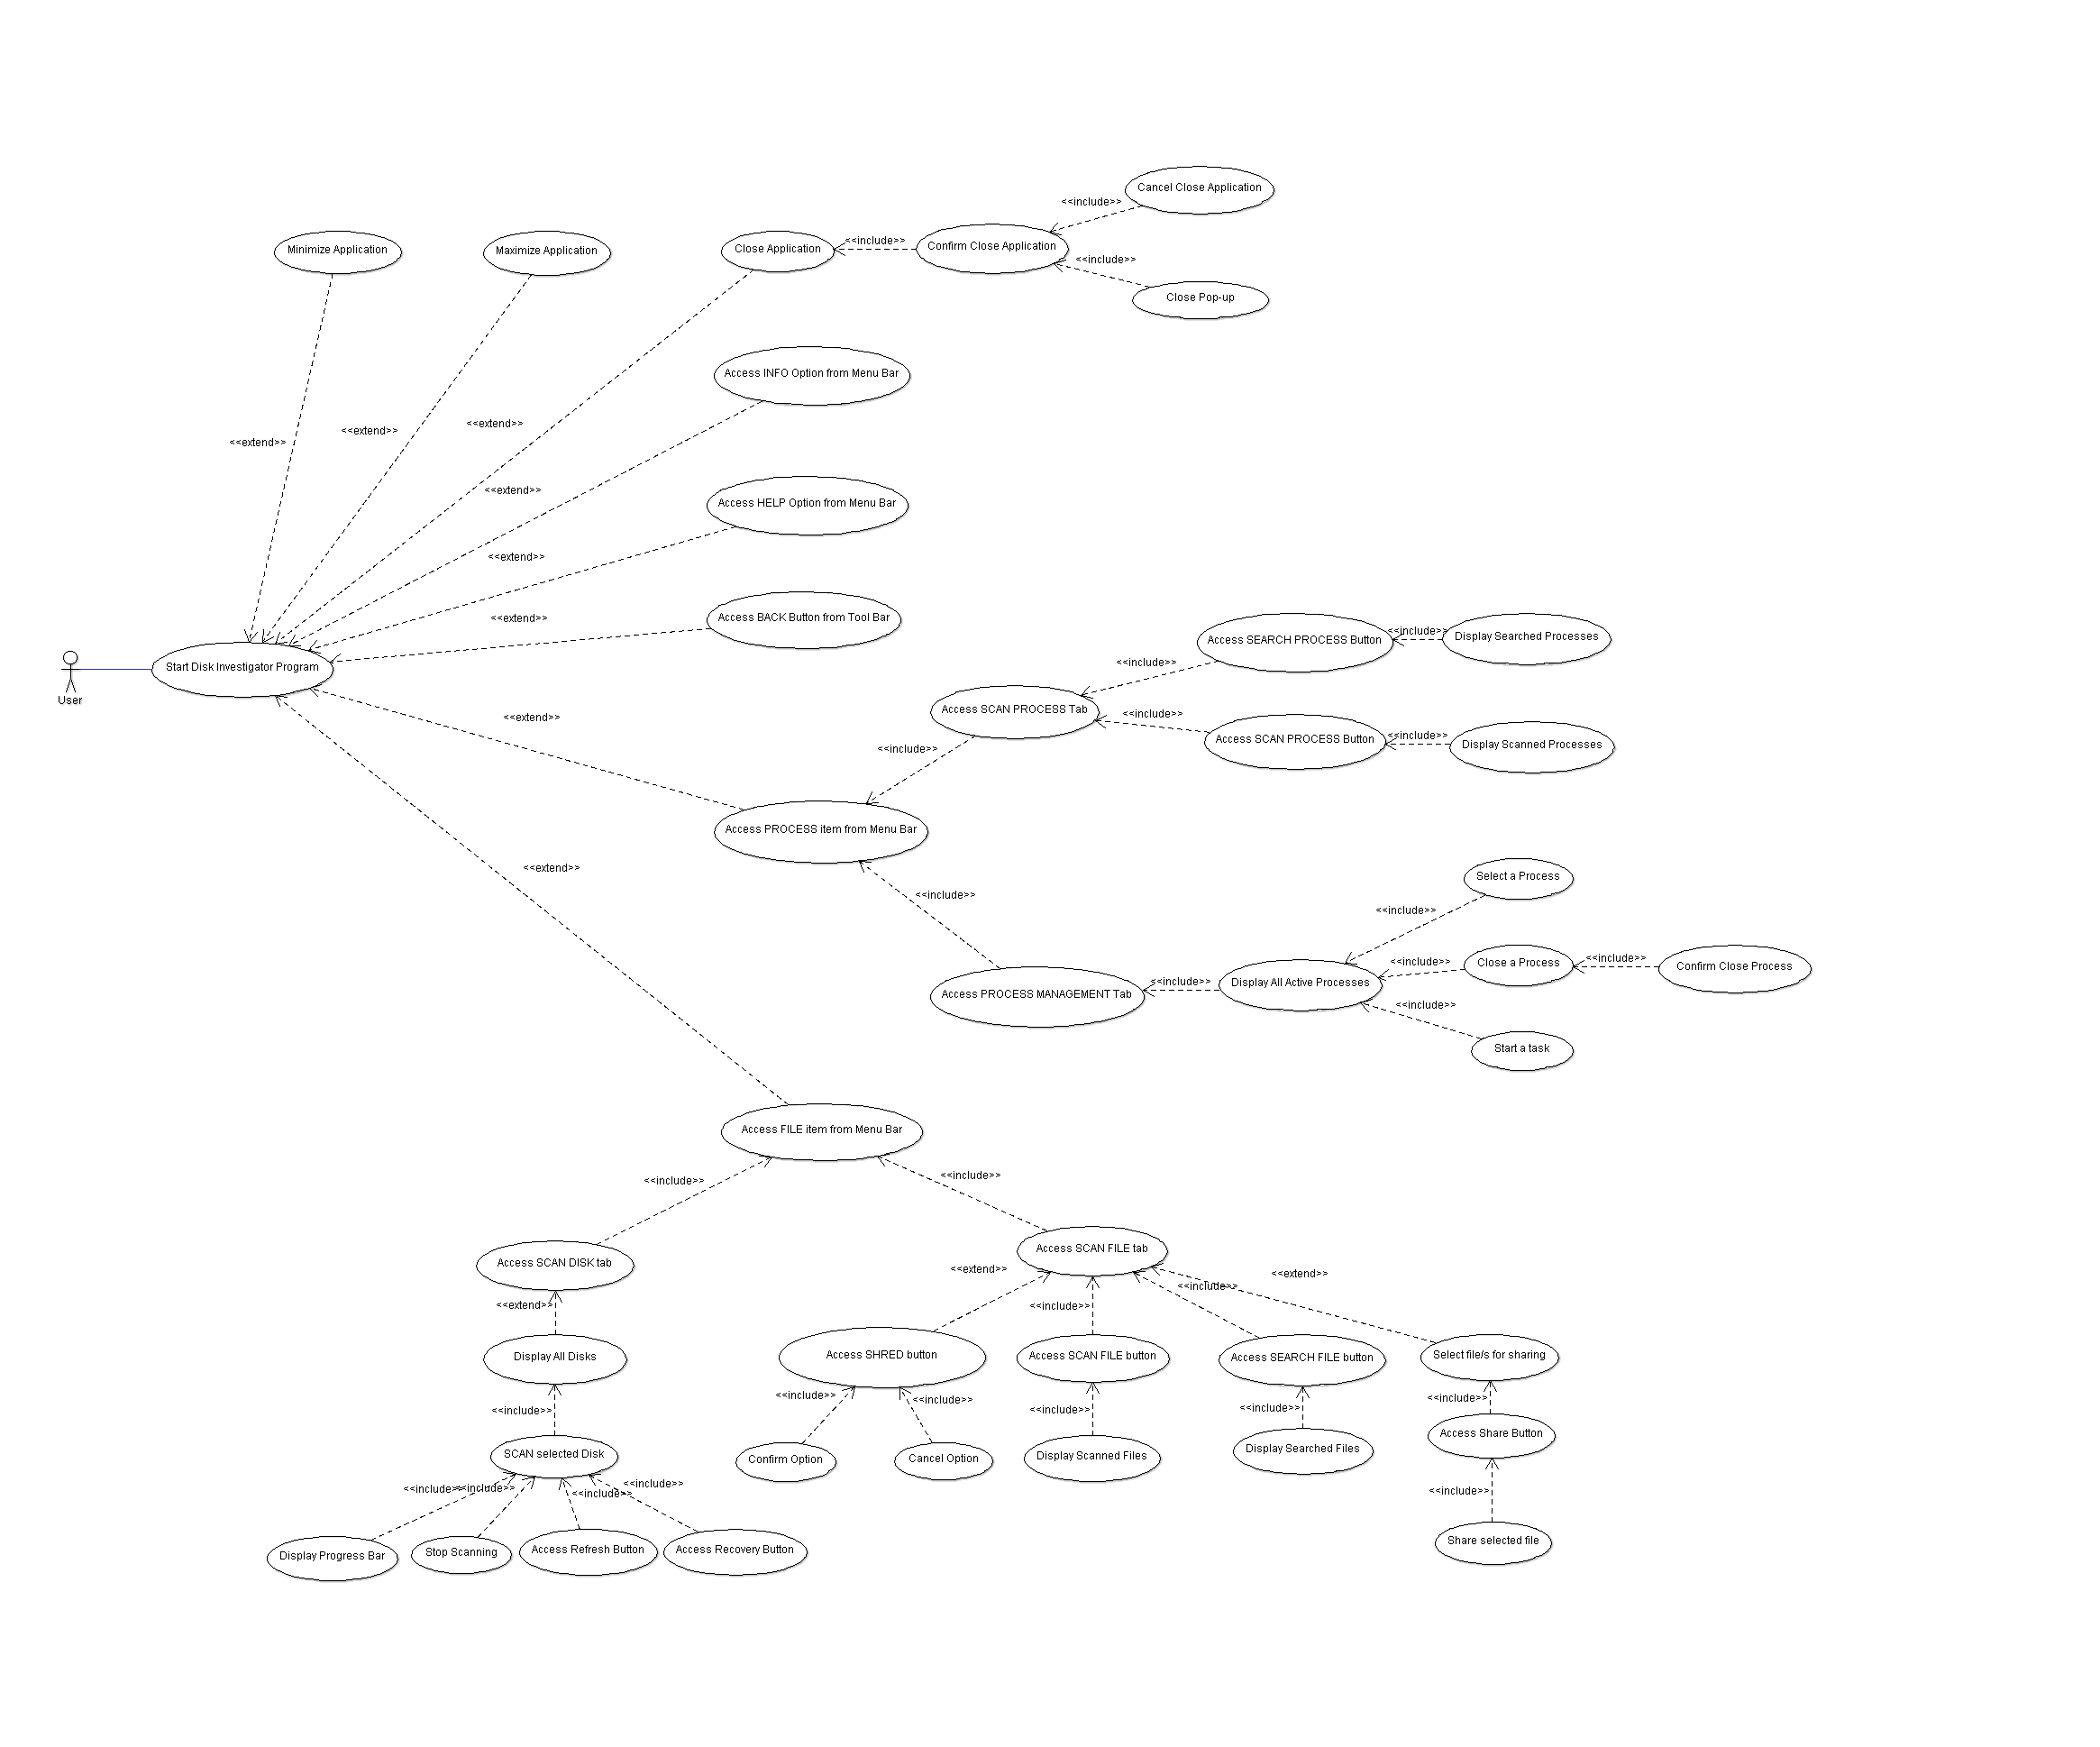 Cancel Close Application
<<include>>
Minimize Application
Maximize Application
Close Application
<<include>>
Confirm Close Application
<<include>>
Close Pop-up
Access INFO Option from Menu Bar
<<extend>>
<<extend>>
<<extend>>
<<extend>>
Access HELP Option from Menu Bar
<<extend>>
Access BACK Button from Tool Bar
<<extend>>
Start Disk Investigator Program
User
Access SEARCH PROCESS Button
<<include>>
Display Searched Processes
<<include>>
Access SCAN PROCESS Tab
<<include>>
Access SCAN PROCESS Button
<<include>>
Display Scanned Processes
<<extend>>
<<include>>
Access PROCESS item from Menu Bar
<<extend>>
<<include>>
Select a Process
<<include>>
Access PROCESS MANAGEMENT Tab
<<include>>
Display All Active Processes
<<include>>
Close a Process
<<include>>
Confirm Close Process
<<include>>
Start a task
Access FILE item from Menu Bar
<<include>>
<<include>>
Access SCAN DISK tab
Access SCAN FILE tab
<<extend>>
<<extend>>
<<include>>
<<include>>
<<extend>>
Display All Disks
Access SHRED button
Access SCAN FILE button
Access SEARCH FILE button
Select file/s for sharing
<<include>>
<<include>>
<<include>>
<<include>>
<<include>>
<<include>>
SCAN selected Disk
Confirm Option
Cancel Option
Display Scanned Files
Display Searched Files
Access Share Button
<<include>>
<<include>>
<<include>>
<<include>>
<<include>>
Display Progress Bar
Stop Scanning
Access Refresh Button
Access Recovery Button
Share selected file